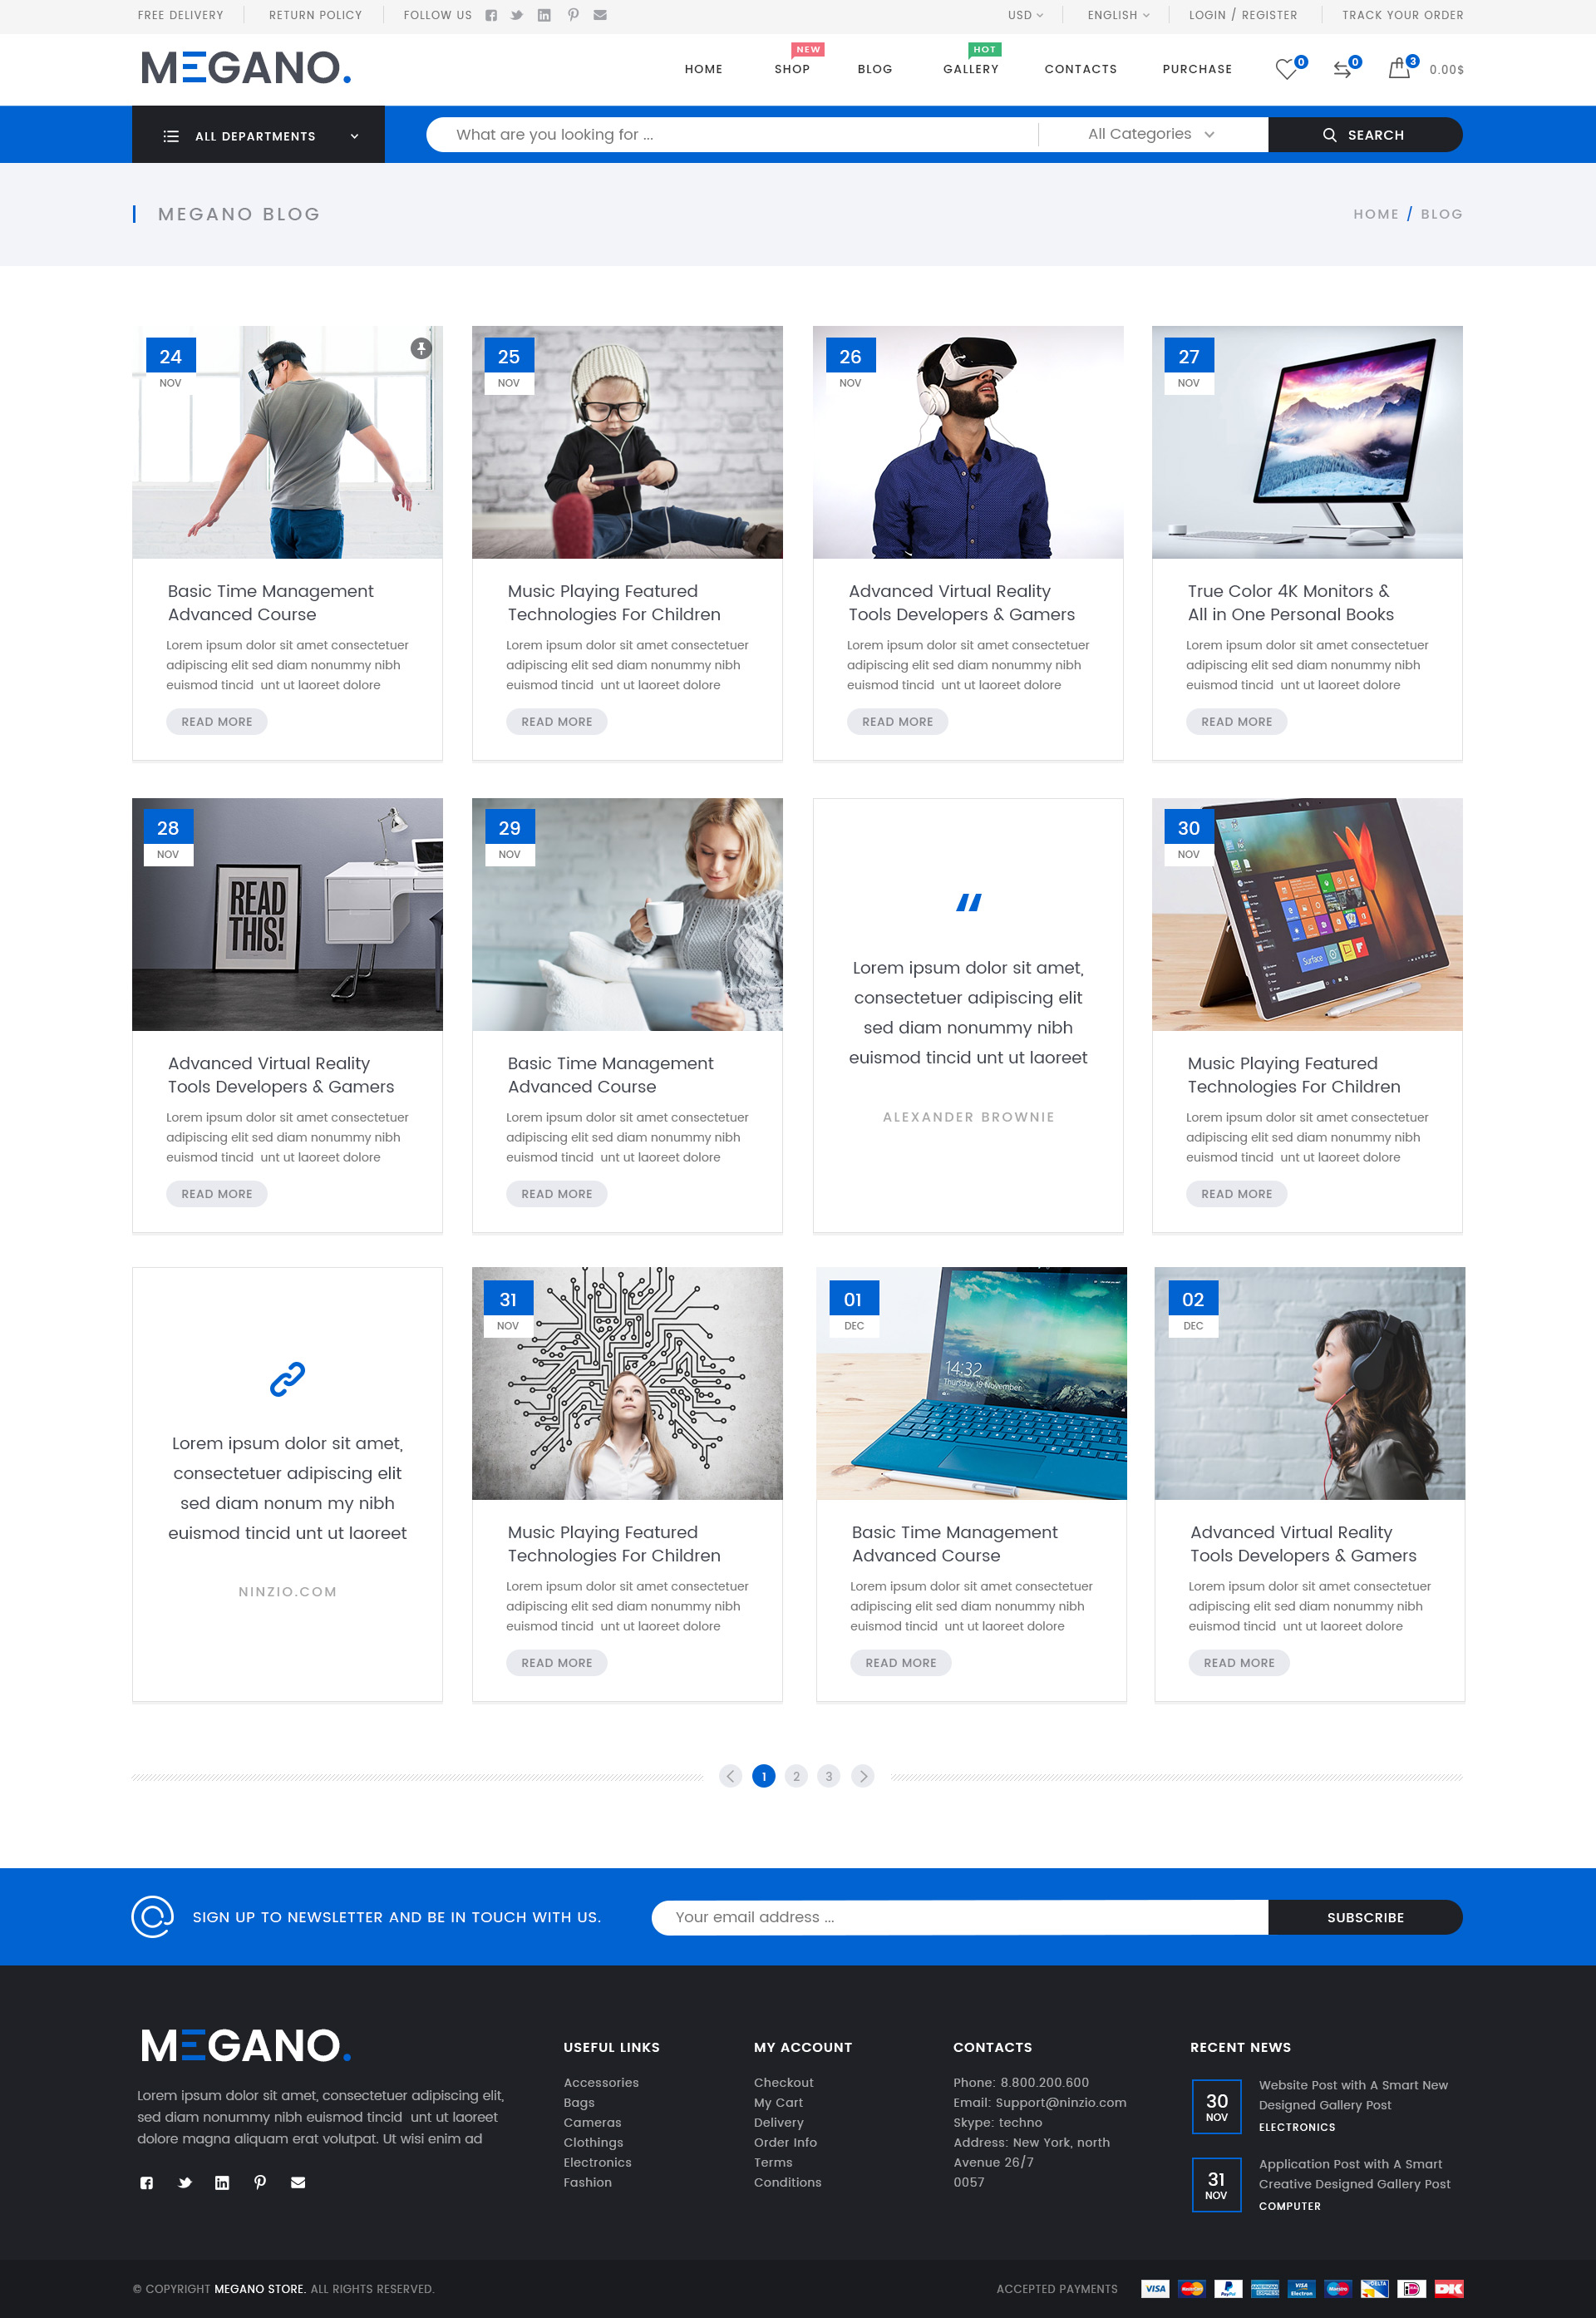 FREE DELIVERY RETURN POLICY FOLLOW US USD ENGLISH LOGIN / REGISTER TRACK YOUR ORDER
MEGANO.
NEW HOT
HOME SHOP BLOG GALLERY CONTACTS PURCHASE 0 0 3 0.00$
ALL DEPARTMENTS What are you looking for ... All Categories SEARCH
MEGANO BLOG HOME / BLOG
24
NOV
Basic Time Management
Advanced Course
Lorem ipsum dolor sit amet consectetuer
adipiscing elit sed diam nonummy nibh
euismod tincid unt ut laoreet dolore
READ MORE
25
NOV
Music Playing Featured
Technologies For Children
Lorem ipsum dolor sit amet consectetuer
adipiscing elit sed diam nonummy nibh
euismod tincid unt ut laoreet dolore
READ MORE
26
NOV
Advanced Virtual Reality
Tools Developers & Gamers
Lorem ipsum dolor sit amet consectetuer
adipiscing elit sed diam nonummy nibh
euismod tincid unt ut laoreet dolore
READ MORE
27
NOV
True Color 4K Monitors &
All in One Personal Books
Lorem ipsum dolor sit amet consectetuer
adipiscing elit sed diam nonummy nibh
euismod tincid unt ut laoreet dolore
READ MORE
28
NOV
READ
THIS!
Advanced Virtual Reality
Tools Developers & Gamers
Lorem ipsum dolor sit amet consectetuer
adipiscing elit sed diam nonummy nibh
euismod tincid unt ut laoreet dolore
READ MORE
29
NOV
Basic Time Management
Advanced Course
Lorem ipsum dolor sit amet consectetuer
adipiscing elit sed diam nonummy nibh
euismod tincid unt ut laoreet dolore
READ MORE
“
Lorem ipsum dolor sit amet,
consectetuer adipiscing elit
sed diam nonummy nibh
euismod tincid unt ut laoreet
ALEXANDER BROWNIE
30
NOV
Music Playing Featured
Technologies For Children
Lorem ipsum dolor sit amet consectetuer
adipiscing elit sed diam nonummy nibh
euismod tincid unt ut laoreet dolore
READ MORE
Lorem ipsum dolor sit amet,
consectetuer adipiscing elit
sed diam nonum my nibh
euismod tincid unt ut laoreet
NINZIO.COM
31
NOV
Music Playing Featured
Technologies For Children
Lorem ipsum dolor sit amet consectetuer
adipiscing elit sed diam nonummy nibh
euismod tincid unt ut laoreet dolore
READ MORE
01
DEC
14:32
Thursday 19 November
Basic Time Management
Advanced Course
Lorem ipsum dolor sit amet consectetuer
adipiscing elit sed diam nonummy nibh
euismod tincid unt ut laoreet dolore
READ MORE
02
DEC
Advanced Virtual Reality
Tools Developers & Gamers
Lorem ipsum dolor sit amet consectetuer
adipiscing elit sed diam nonummy nibh
euismod tincid unt ut laoreet dolore
READ MORE
1 2 3
SIGN UP TO NEWSLETTER AND BE IN TOUCH WITH US. Your email address ... SUBSCRIBE
MEGANO.
Lorem ipsum dolor sit amet, consectetuer adipiscing elit,
sed diam nonummy nibh euismod tincid unt ut laoreet
dolore magna aliquam erat volutpat. Ut wisi enim ad
USEFUL LINKS
Accessories
Bags
Cameras
Clothings
Electronics
Fashion
MY ACCOUNT
Checkout
My Cart
Delivery
Order Info
Terms
Conditions
CONTACTS
Phone: 8.800.200.600
Email: Support@ninzio.com
Skype: techno
Address: New York, north
Avenue 26/7
0057
RECENT NEWS
30
NOV
Website Post with A Smart New
Designed Gallery Post
ELECTRONICS
31
NOV
Application Post with A Smart
Creative Designed Gallery Post
COMPUTER
© COPYRIGHT MEGANO STORE. ALL RIGHTS RESERVED. ACCEPTED PAYMENTS VISA MasterCard PayPal AMERICAN EXPRESS VISA Electron Maestro DELTA iD DK